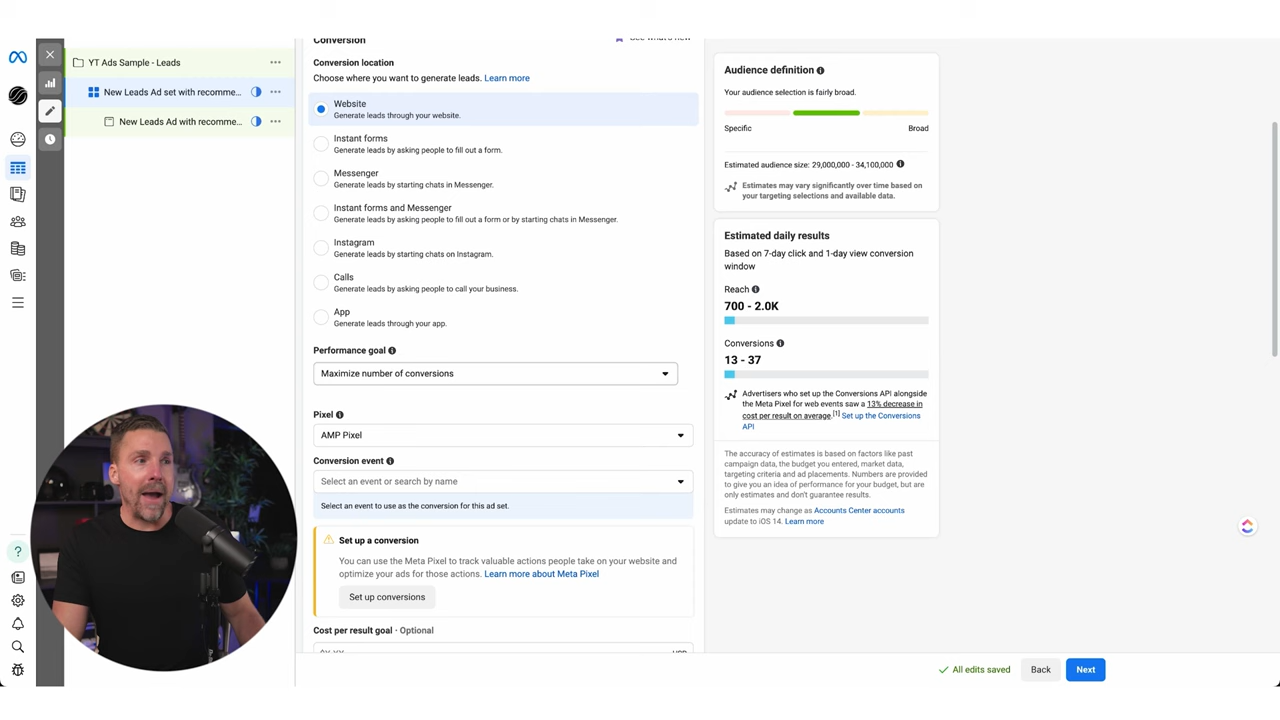 YT Ads Sample - Leads
New Leads Ad set with recomme...
New Leads Ad with recomme...
Conversion
See what's new
Conversion location
Choose where you want to generate leads. Learn more
Website
Generate leads through your website.
Instant forms
Generate leads by asking people to fill out a form.
Messenger
Generate leads by starting chats in Messenger.
Instant forms and Messenger
Generate leads by asking people to fill out a form or by starting chats in Messenger.
Instagram
Generate leads by starting chats on Instagram.
Calls
Generate leads by asking people to call your business.
App
Generate leads through your app.
Performance goal
Maximize number of conversions
Pixel
AMP Pixel
Conversion event
Select an event or search by name
Select an event to use as the conversion for this ad set.
Set up a conversion
You can use the Meta Pixel to track valuable actions people take on your website and
optimize your ads for those actions. Learn more about Meta Pixel
Set up conversions
Cost per result goal · Optional
Audience definition
Your audience selection is fairly broad.
Specific
Broad
Estimated audience size: 29,000,000 - 34,100,000
Estimates may vary significantly over time based on
your targeting selections and available data.
Estimated daily results
Based on 7-day click and 1-day view conversion
window
Reach
700 - 2.0K
Conversions
13 - 37
Advertisers who set up the Conversions API alongside
the Meta Pixel for web events saw a 13% decrease in
cost per result on average.[1] Set up the Conversions
API
The accuracy of estimates is based on factors like past
campaign data, the budget you entered, market data,
targeting criteria and ad placements. Numbers are provided
to give you an idea of performance for your budget, but are
only estimates and don't guarantee results.
Estimates may change as Accounts Center accounts
update to iOS 14. Learn more
All edits saved
Back
Next